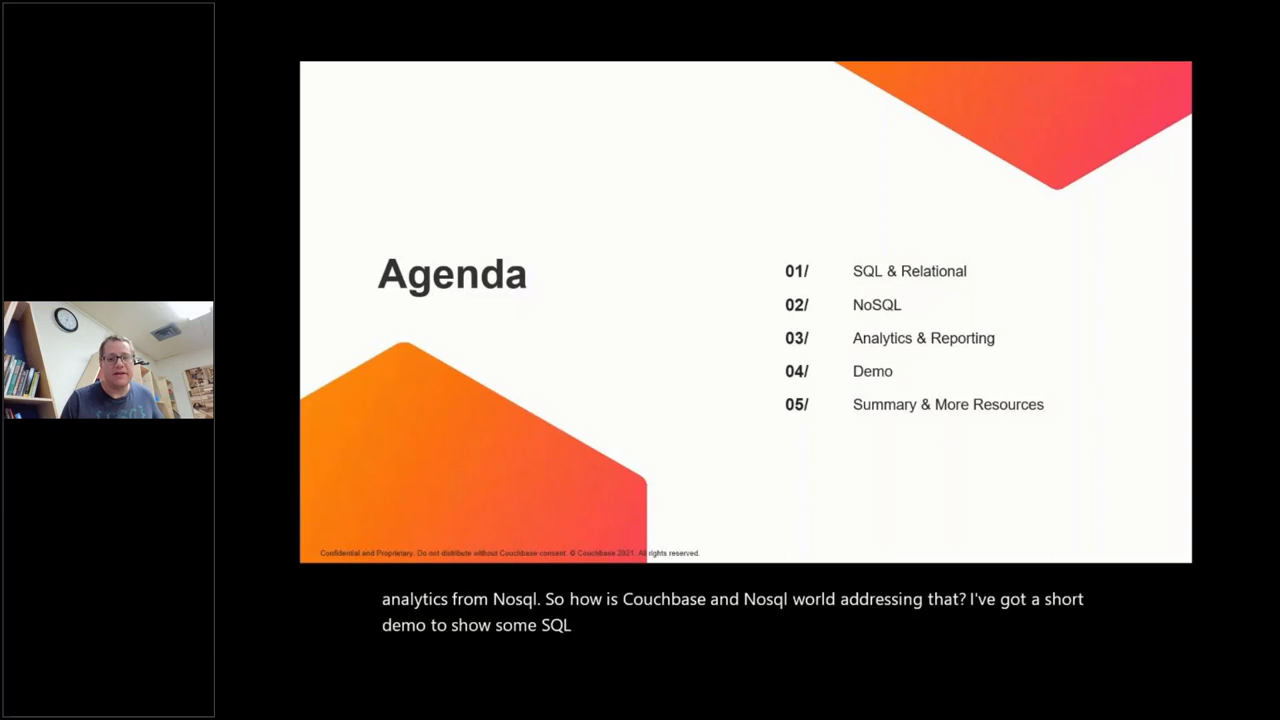 Agenda
01/ SQL & Relational
02/ NoSQL
03/ Analytics & Reporting
04/ Demo
05/ Summary & More Resources
Confidential and Proprietary. Do not distribute without Couchbase consent. © Couchbase 2021. All rights reserved.
analytics from Nosql. So how is Couchbase and Nosql world addressing that? I've got a short
demo to show some SQL